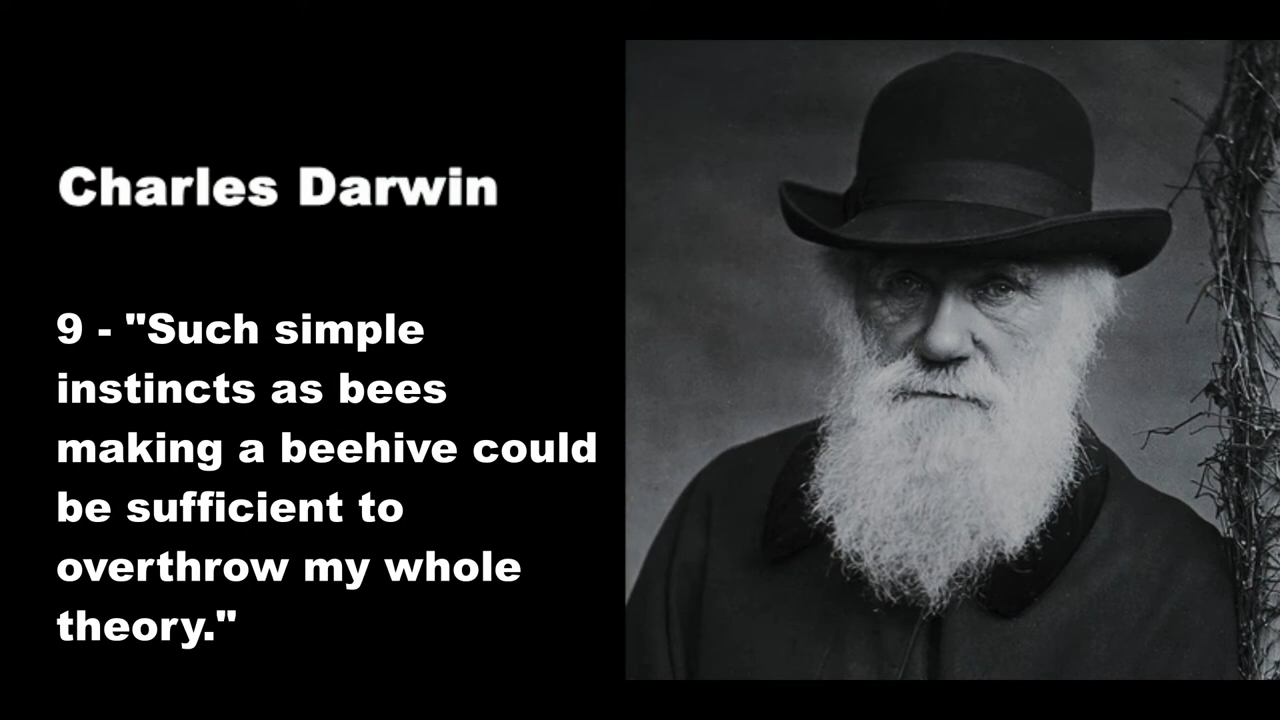 Charles Darwin
9 - "Such simple
instincts as bees
making a beehive could
be sufficient to
overthrow my whole
theory."